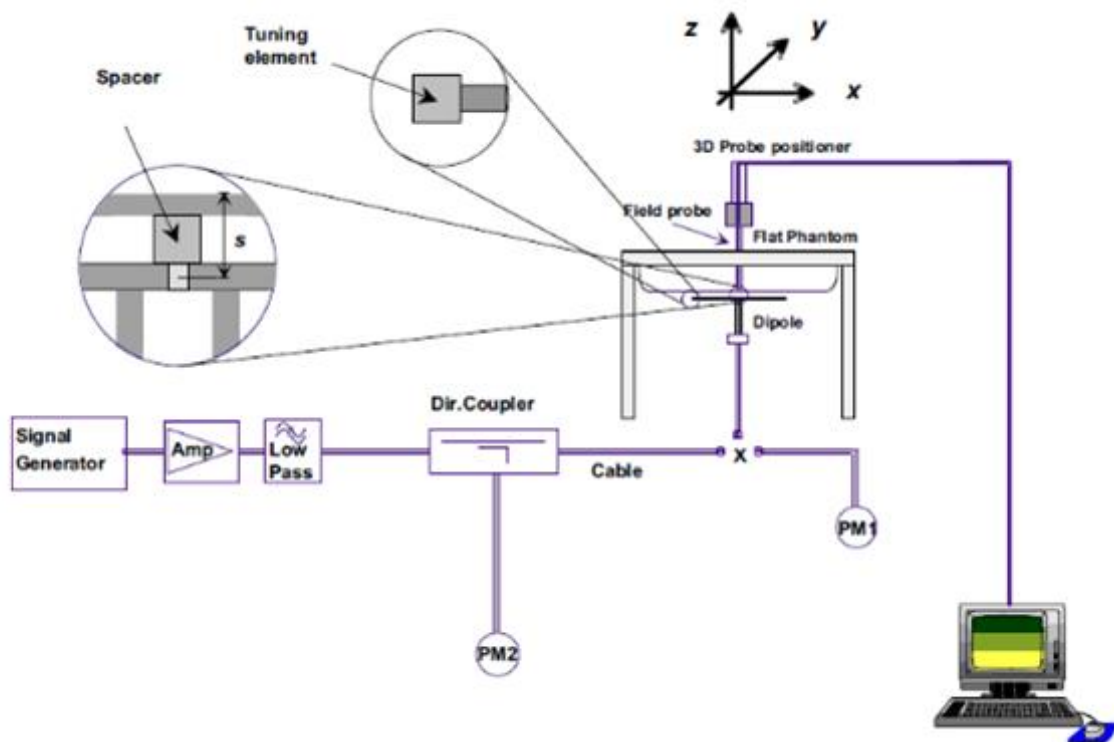 Tuning
element
Spacer
s
z
y
x
3D Probe positioner
Field probe
Flat Phantom
Dipole
Dir.Coupler
Signal
Generator
Amp
Low
Pass
Cable
X
PM1
PM2